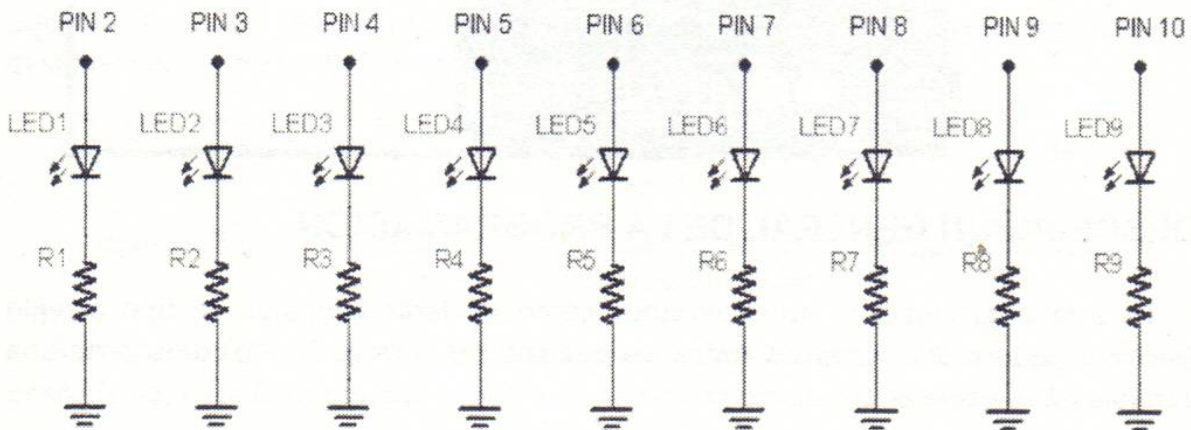 PIN 2 PIN 3 PIN 4 PIN 5 PIN 6 PIN 7 PIN 8 PIN 9 PIN 10
LED1 LED2 LED3 LED4 LED5 LED6 LED7 LED8 LED9
R1 R2 R3 R4 R5 R6 R7 R8 R9